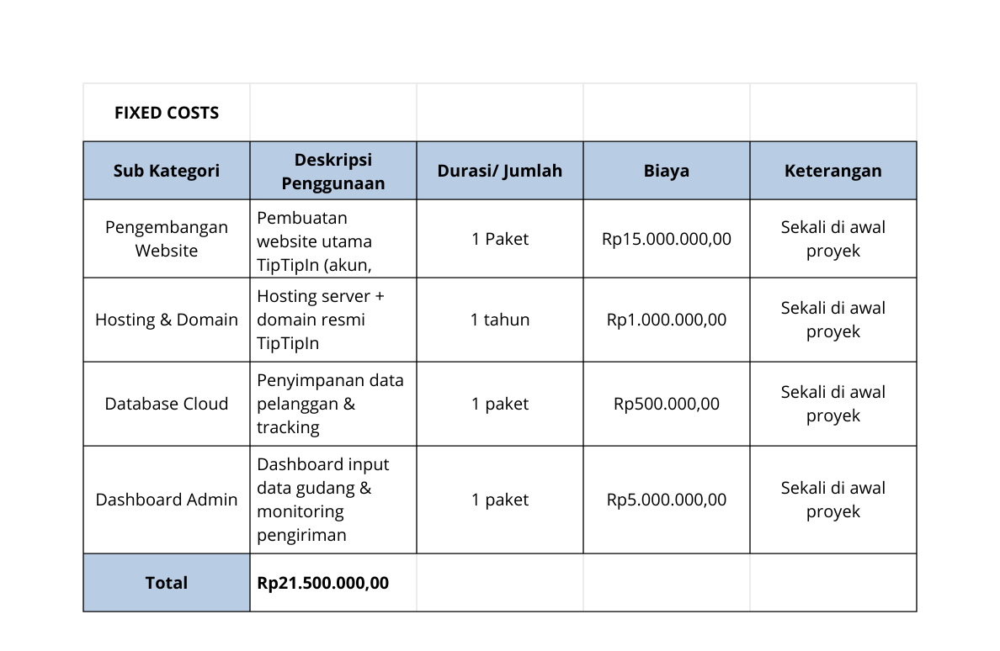 FIXED COSTS
Sub Kategori
Deskripsi
Penggunaan
Durasi/ Jumlah
Biaya
Keterangan
Pengembangan
Website
Pembuatan
website utama
TipTipIn (akun,
1 Paket
Rp15.000.000,00
Sekali di awal
proyek
Hosting & Domain
Hosting server +
domain resmi
TipTipIn
1 tahun
Rp1.000.000,00
Sekali di awal
proyek
Database Cloud
Penyimpanan data
pelanggan &
tracking
1 paket
Rp500.000,00
Sekali di awal
proyek
Dashboard Admin
Dashboard input
data gudang &
monitoring
pengiriman
1 paket
Rp5.000.000,00
Sekali di awal
proyek
Total
Rp21.500.000,00